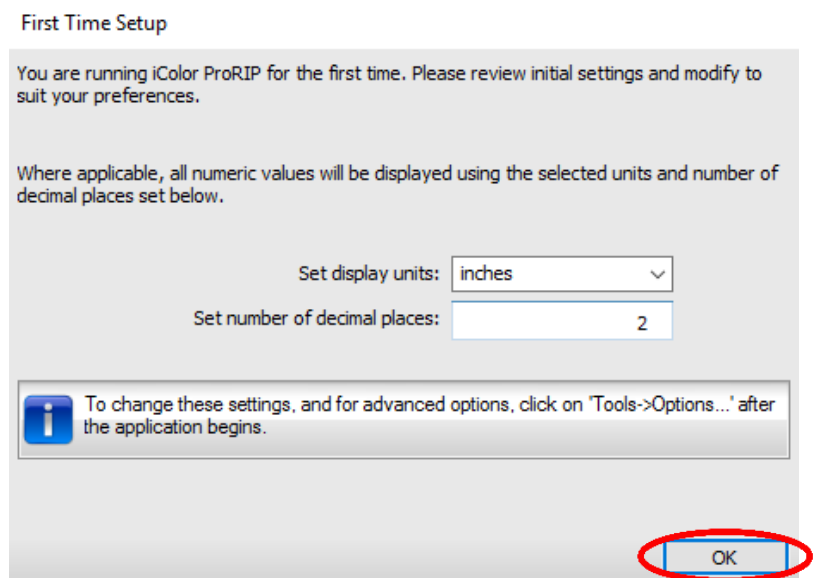 First Time Setup
You are running iColor ProRIP for the first time. Please review initial settings and modify to
suit your preferences.
Where applicable, all numeric values will be displayed using the selected units and number of
decimal places set below.
Set display units: inches
Set number of decimal places: 2
To change these settings, and for advanced options, click on 'Tools->Options...' after
the application begins.
OK